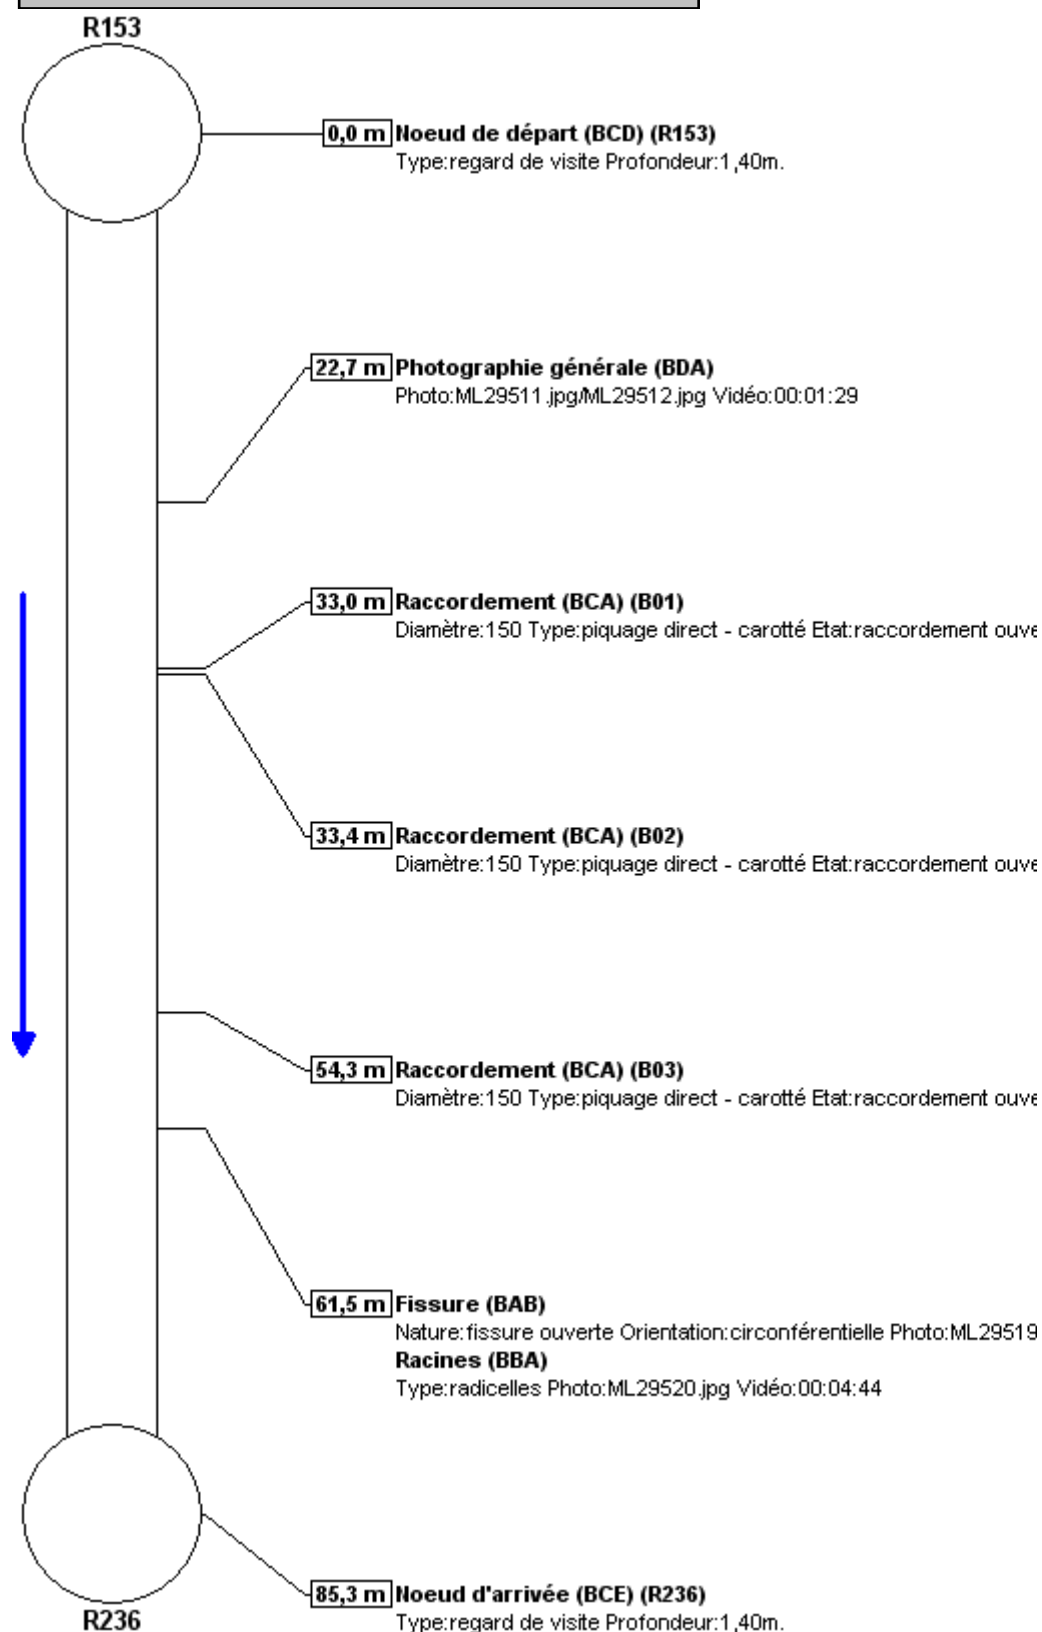 R153
0,0 m Noeud de départ (BCD) (R153)
Type:regard de visite Profondeur:1,40m.
22,7 m Photographie générale (BDA)
Photo:ML29511.jpg/ML29512.jpg Vidéo:00:01:29
33,0 m Raccordement (BCA) (B01)
Diamètre:150 Type:piquage direct - carotté Etat:raccordement ouve
33,4 m Raccordement (BCA) (B02)
Diamètre:150 Type:piquage direct - carotté Etat:raccordement ouve
54,3 m Raccordement (BCA) (B03)
Diamètre:150 Type:piquage direct - carotté Etat:raccordement ouve
61,5 m Fissure (BAB)
Nature:fissure ouverte Orientation:circonférentielle Photo:ML29519
Racines (BBA)
Type:radicelles Photo:ML29520.jpg Vidéo:00:04:44
85,3 m Noeud d'arrivée (BCE) (R236)
R236
Type:regard de visite Profondeur:1,40m.